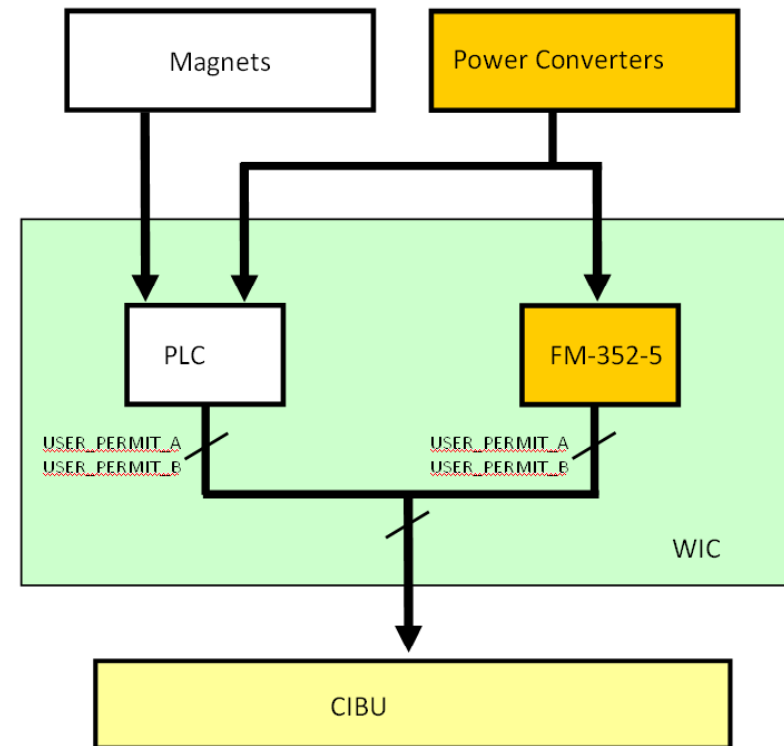 Magnets
Power Converters
PLC
FM-352-5
USER_PERMIT_A
USER_PERMIT_B
USER_PERMIT_A
USER_PERMIT_B
WIC
CIBU